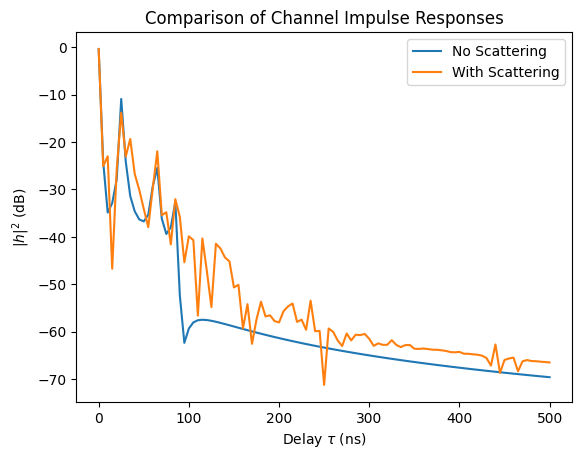 Comparison of Channel Impulse Responses
No Scattering
With Scattering
0
−10
−20
−30
−40
−50
−60
−70
|h|² (dB)
0 100 200 300 400 500
Delay τ (ns)